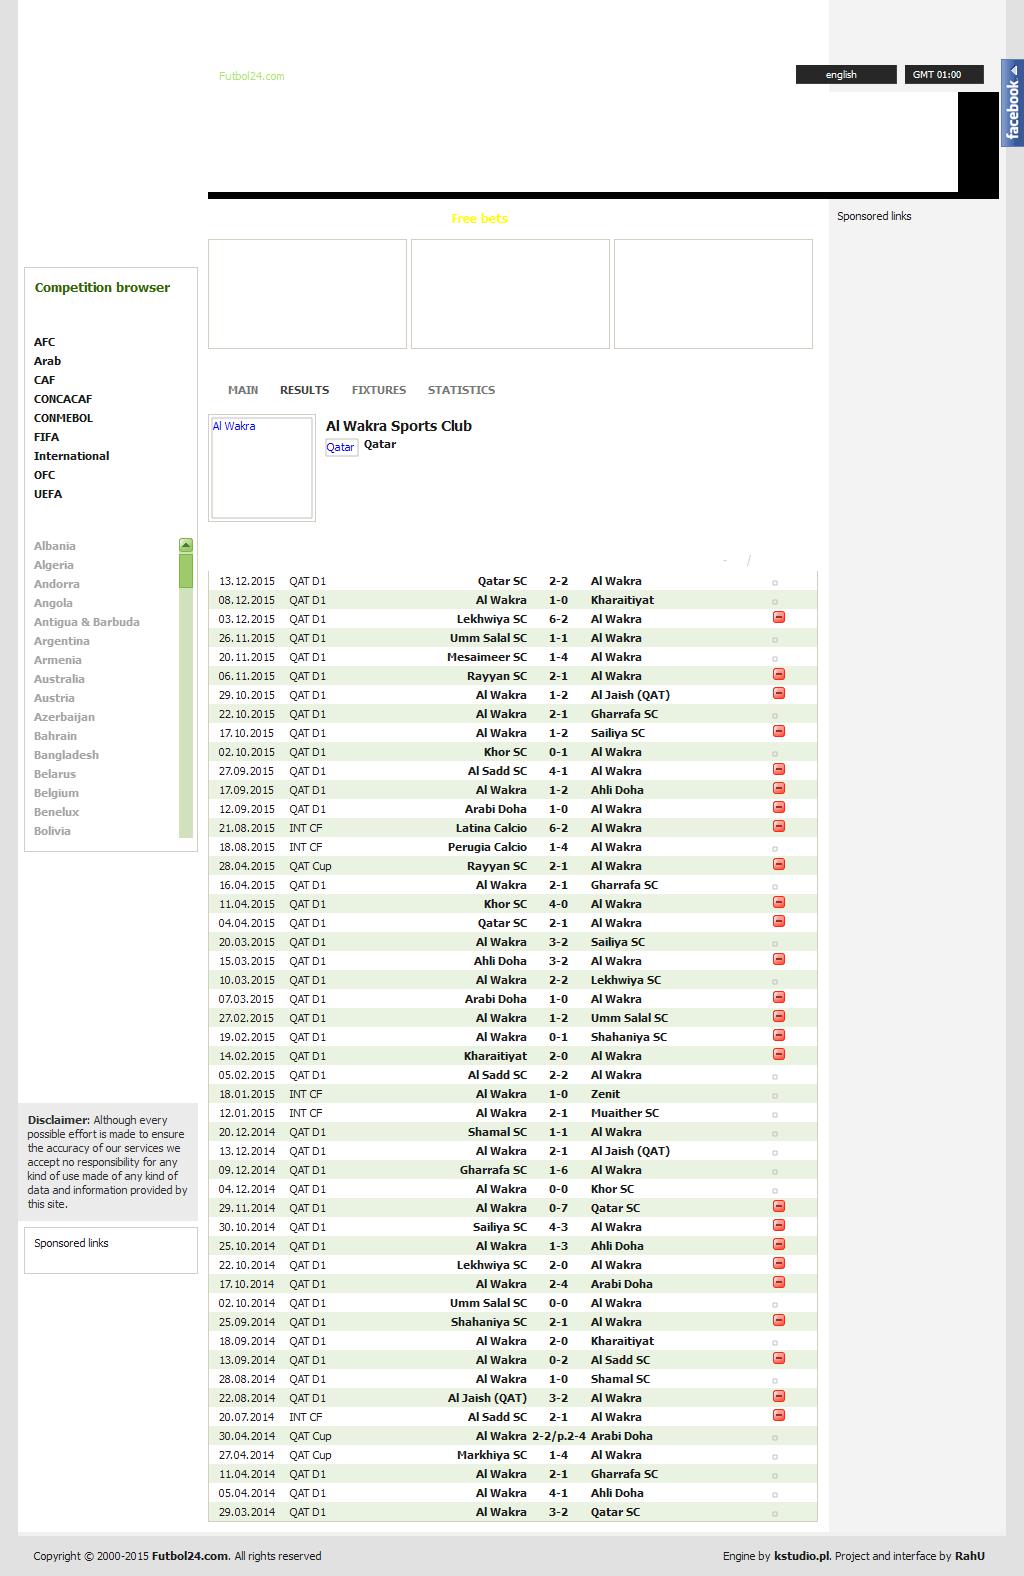 Futbol24.com
english
GMT 01:00
facebook
Free bets
Sponsored links
Competition browser
AFC
Arab
CAF
CONCACAF
CONMEBOL
FIFA
International
OFC
UEFA
Albania
Algeria
Andorra
Angola
Antigua & Barbuda
Argentina
Armenia
Australia
Austria
Azerbaijan
Bahrain
Bangladesh
Belarus
Belgium
Benelux
Bolivia
Disclaimer: Although every
possible effort is made to ensure
the accuracy of our services we
accept no responsibility for any
kind of use made of any kind of
data and information provided by
this site.
Sponsored links
MAIN RESULTS FIXTURES STATISTICS
Al Wakra
Al Wakra Sports Club
Qatar Qatar
- /
13.12.2015 QAT D1 Qatar SC 2-2 Al Wakra
08.12.2015 QAT D1 Al Wakra 1-0 Kharaitiyat
03.12.2015 QAT D1 Lekhwiya SC 6-2 Al Wakra
26.11.2015 QAT D1 Umm Salal SC 1-1 Al Wakra
20.11.2015 QAT D1 Mesaimeer SC 1-4 Al Wakra
06.11.2015 QAT D1 Rayyan SC 2-1 Al Wakra
29.10.2015 QAT D1 Al Wakra 1-2 Al Jaish (QAT)
22.10.2015 QAT D1 Al Wakra 2-1 Gharrafa SC
17.10.2015 QAT D1 Al Wakra 1-2 Sailiya SC
02.10.2015 QAT D1 Khor SC 0-1 Al Wakra
27.09.2015 QAT D1 Al Sadd SC 4-1 Al Wakra
17.09.2015 QAT D1 Al Wakra 1-2 Ahli Doha
12.09.2015 QAT D1 Arabi Doha 1-0 Al Wakra
21.08.2015 INT CF Latina Calcio 6-2 Al Wakra
18.08.2015 INT CF Perugia Calcio 1-4 Al Wakra
28.04.2015 QAT Cup Rayyan SC 2-1 Al Wakra
16.04.2015 QAT D1 Al Wakra 2-1 Gharrafa SC
11.04.2015 QAT D1 Khor SC 4-0 Al Wakra
04.04.2015 QAT D1 Qatar SC 2-1 Al Wakra
20.03.2015 QAT D1 Al Wakra 3-2 Sailiya SC
15.03.2015 QAT D1 Ahli Doha 3-2 Al Wakra
10.03.2015 QAT D1 Al Wakra 2-2 Lekhwiya SC
07.03.2015 QAT D1 Arabi Doha 1-0 Al Wakra
27.02.2015 QAT D1 Al Wakra 1-2 Umm Salal SC
19.02.2015 QAT D1 Al Wakra 0-1 Shahaniya SC
14.02.2015 QAT D1 Kharaitiyat 2-0 Al Wakra
05.02.2015 QAT D1 Al Sadd SC 2-2 Al Wakra
18.01.2015 INT CF Al Wakra 1-0 Zenit
12.01.2015 INT CF Al Wakra 2-1 Muaither SC
20.12.2014 QAT D1 Shamal SC 1-1 Al Wakra
13.12.2014 QAT D1 Al Wakra 2-1 Al Jaish (QAT)
09.12.2014 QAT D1 Gharrafa SC 1-6 Al Wakra
04.12.2014 QAT D1 Al Wakra 0-0 Khor SC
29.11.2014 QAT D1 Al Wakra 0-7 Qatar SC
30.10.2014 QAT D1 Sailiya SC 4-3 Al Wakra
25.10.2014 QAT D1 Al Wakra 1-3 Ahli Doha
22.10.2014 QAT D1 Lekhwiya SC 2-0 Al Wakra
17.10.2014 QAT D1 Al Wakra 2-4 Arabi Doha
02.10.2014 QAT D1 Umm Salal SC 0-0 Al Wakra
25.09.2014 QAT D1 Shahaniya SC 2-1 Al Wakra
18.09.2014 QAT D1 Al Wakra 2-0 Kharaitiyat
13.09.2014 QAT D1 Al Wakra 0-2 Al Sadd SC
28.08.2014 QAT D1 Al Wakra 1-0 Shamal SC
22.08.2014 QAT D1 Al Jaish (QAT) 3-2 Al Wakra
20.07.2014 INT CF Al Sadd SC 2-1 Al Wakra
30.04.2014 QAT Cup Al Wakra 2-2/p.2-4 Arabi Doha
27.04.2014 QAT Cup Markhiya SC 1-4 Al Wakra
11.04.2014 QAT D1 Al Wakra 2-1 Gharrafa SC
05.04.2014 QAT D1 Al Wakra 4-1 Ahli Doha
29.03.2014 QAT D1 Al Wakra 3-2 Qatar SC
Copyright © 2000-2015 Futbol24.com. All rights reserved
Engine by kstudio.pl. Project and interface by RahU